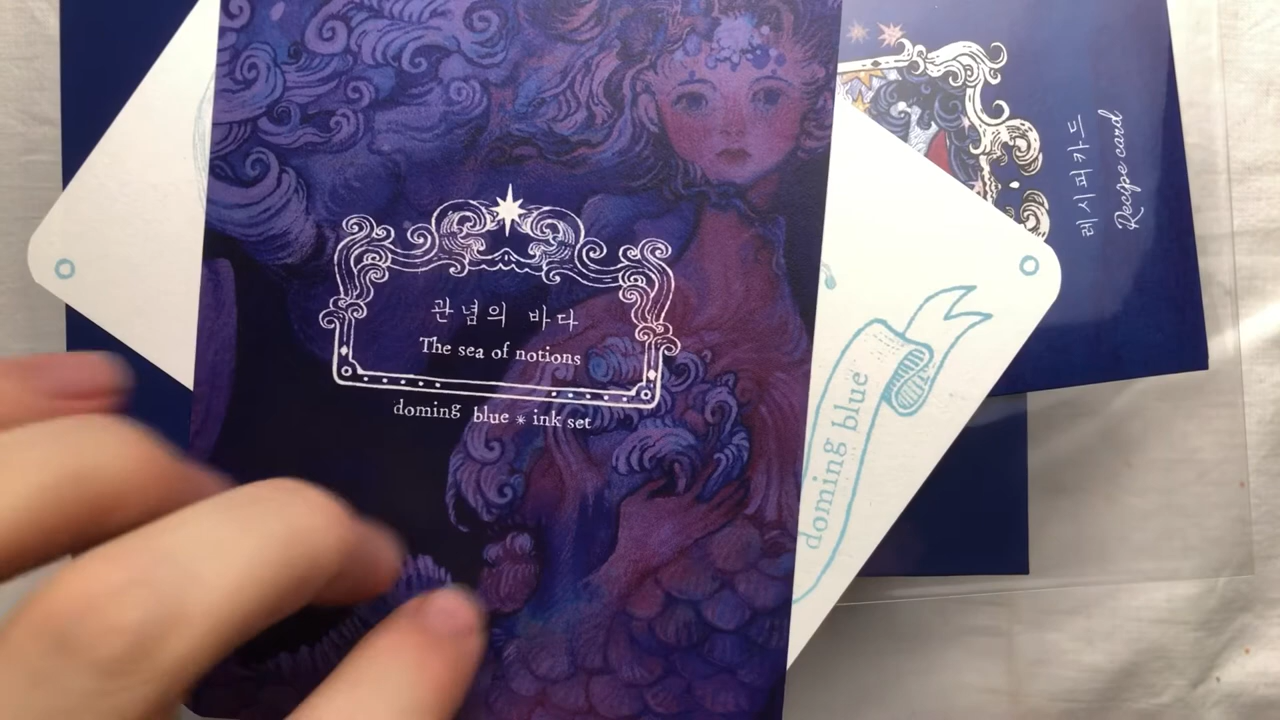 관념의 바다
The sea of notions
doming blue * ink set
doming blue
레시피카드
Recipe card